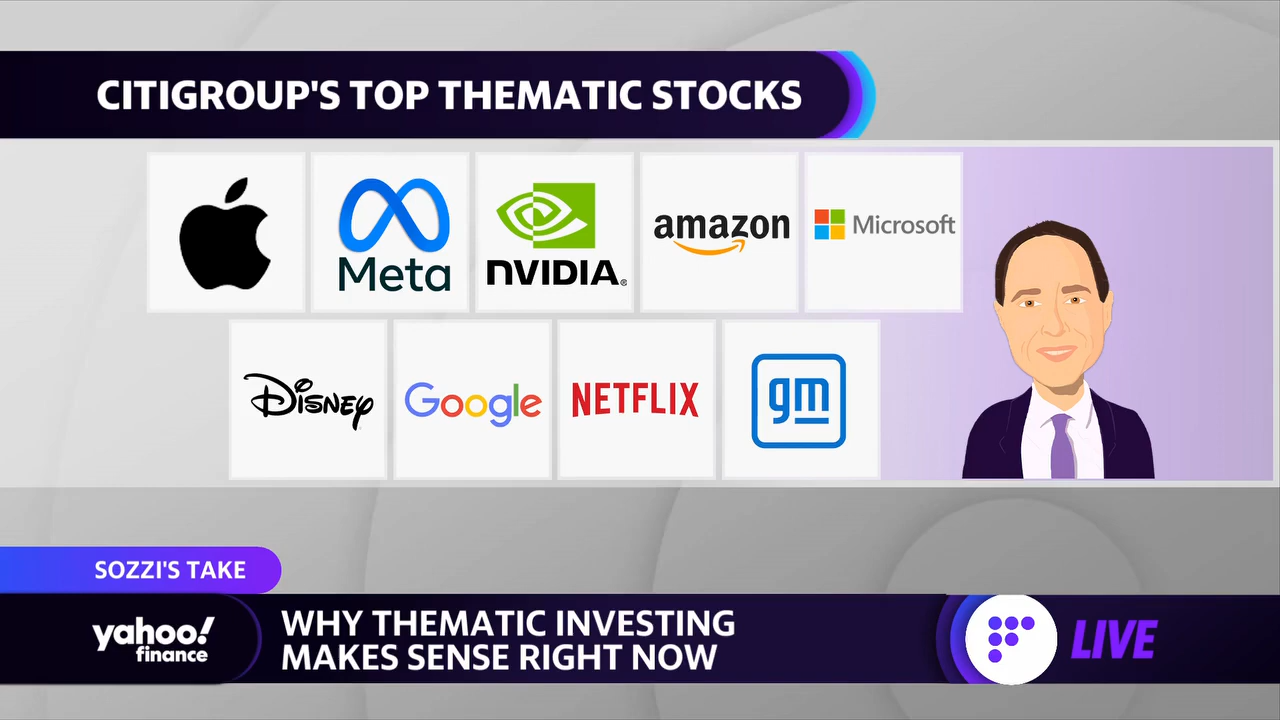 CITIGROUP'S TOP THEMATIC STOCKS
Meta
NVIDIA®
amazon
Microsoft
Disney
Google
NETFLIX
gm
SOZZI'S TAKE
yahoo!
finance
WHY THEMATIC INVESTING
MAKES SENSE RIGHT NOW
LIVE